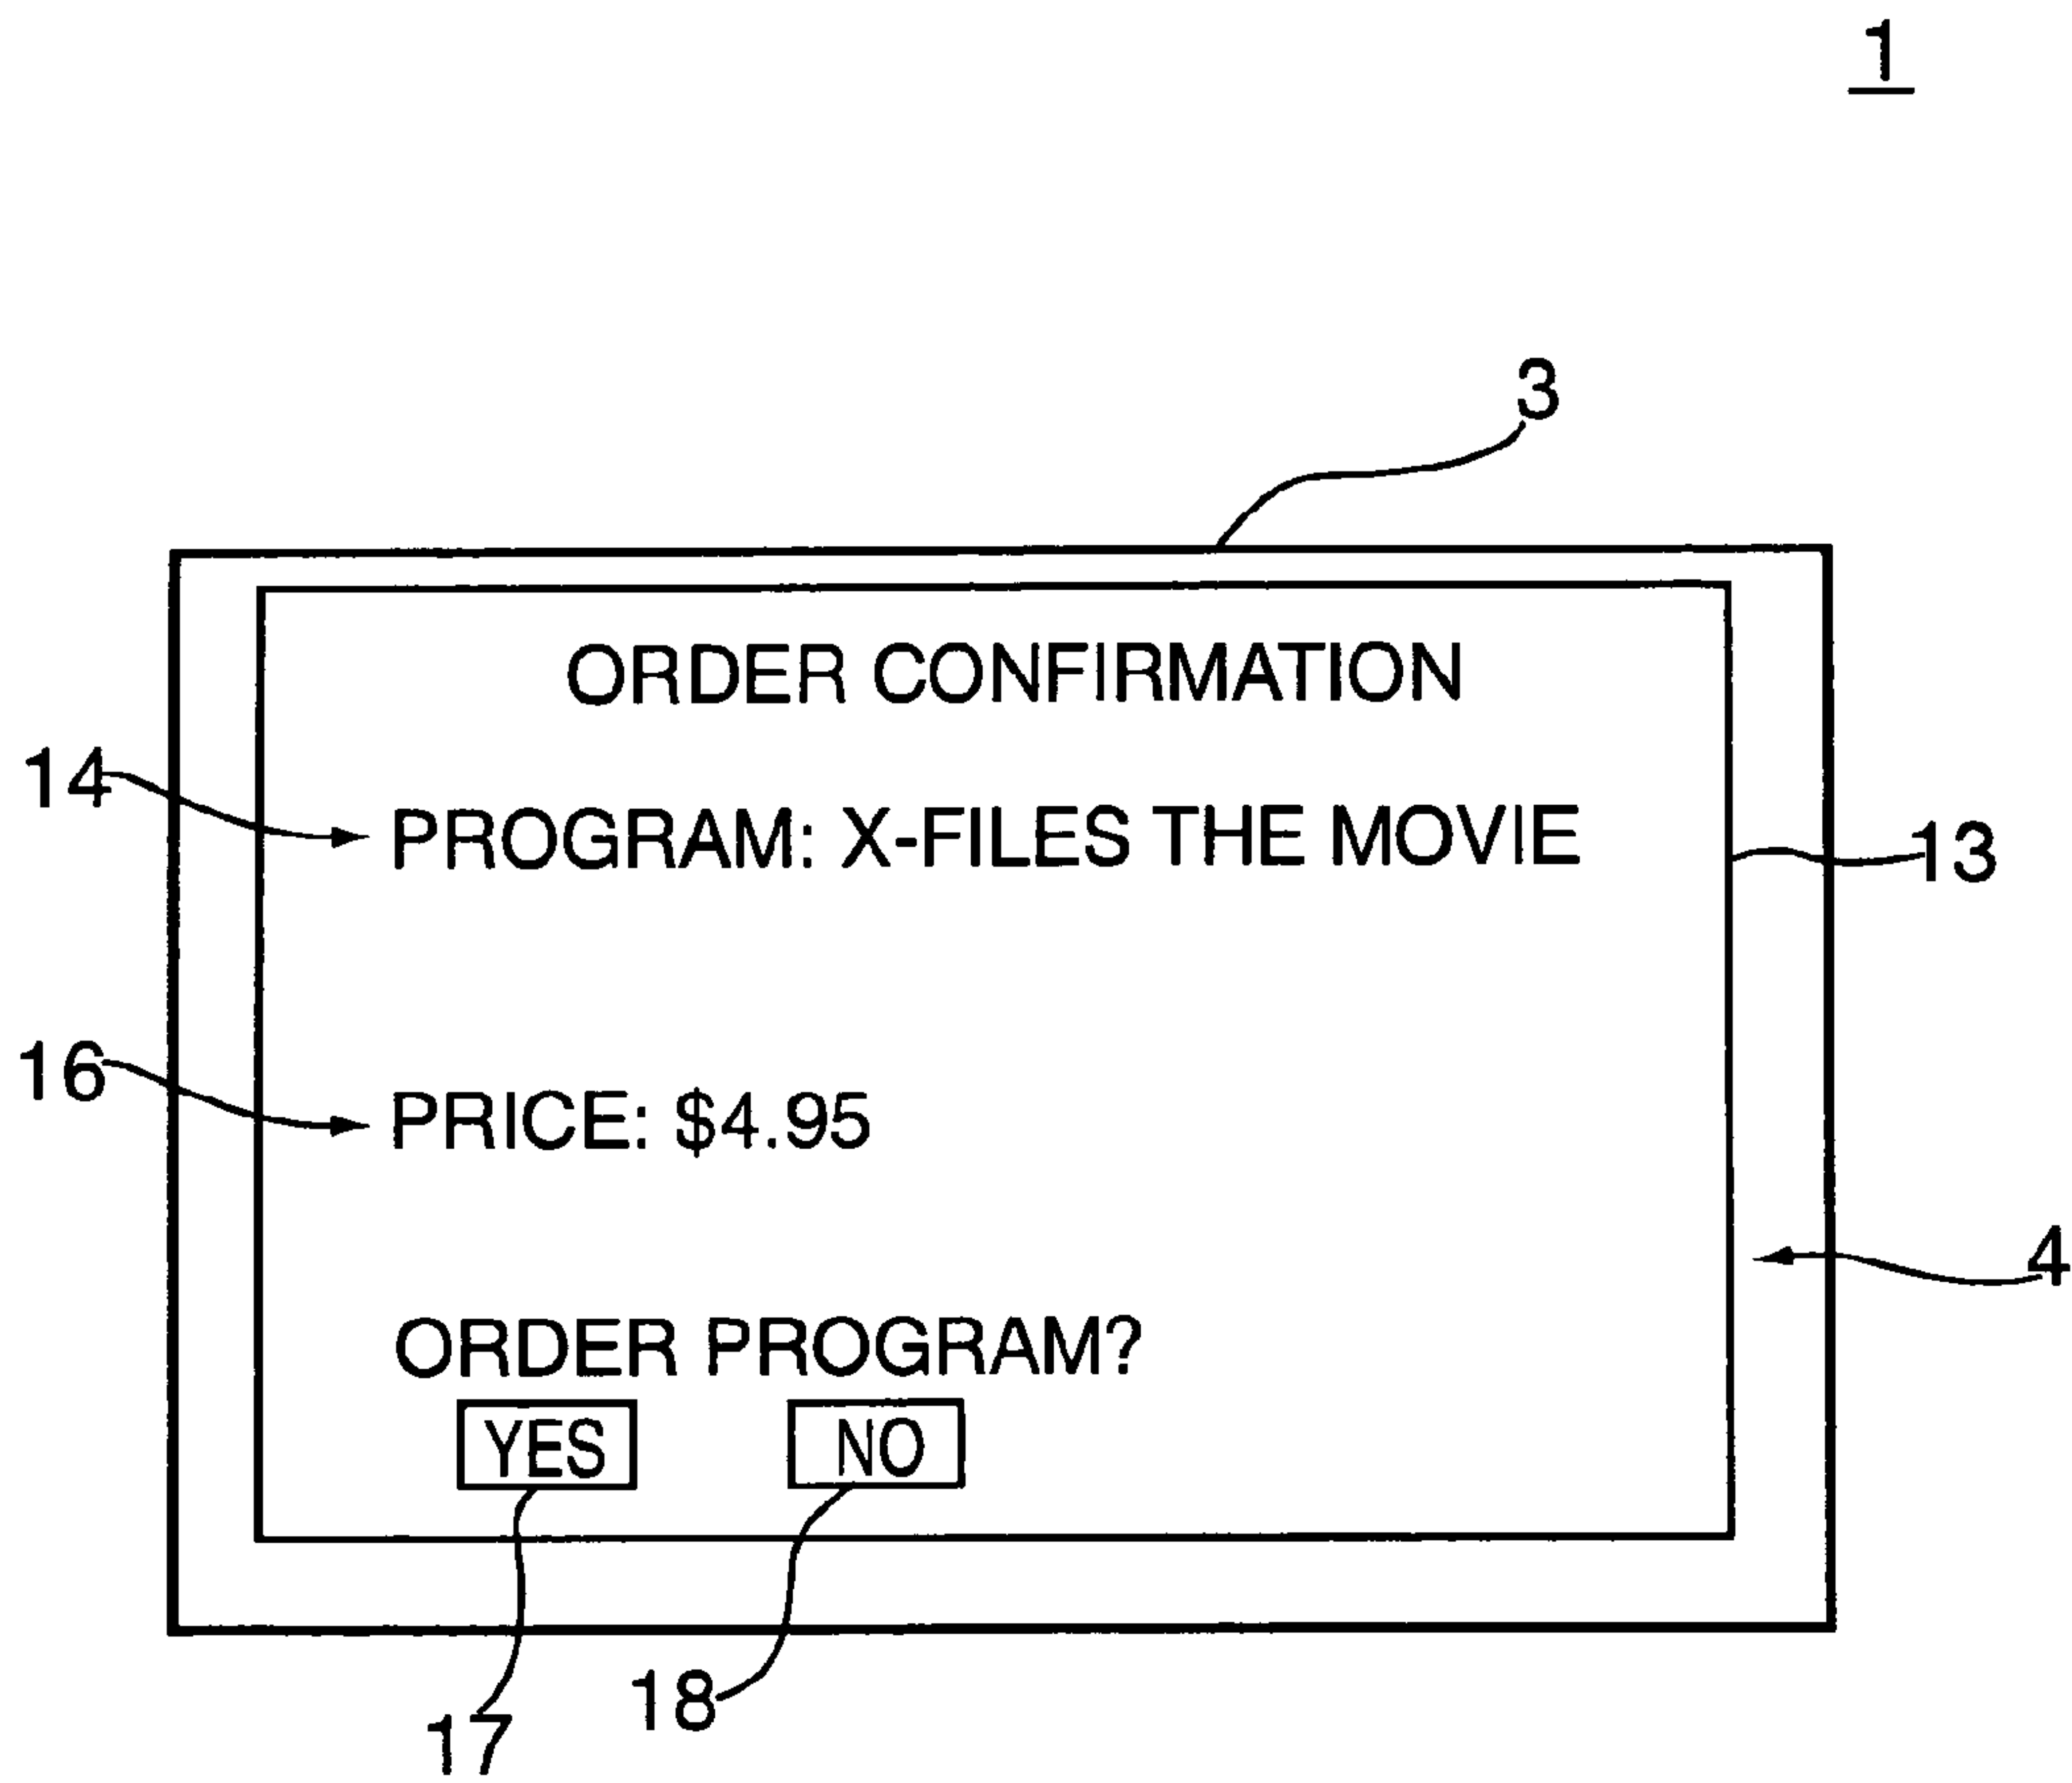 1
3
ORDER CONFIRMATION
14
PROGRAM: X-FILES THE MOVIE
13
16
PRICE: $4.95
4
ORDER PROGRAM?
YES NO
18
17